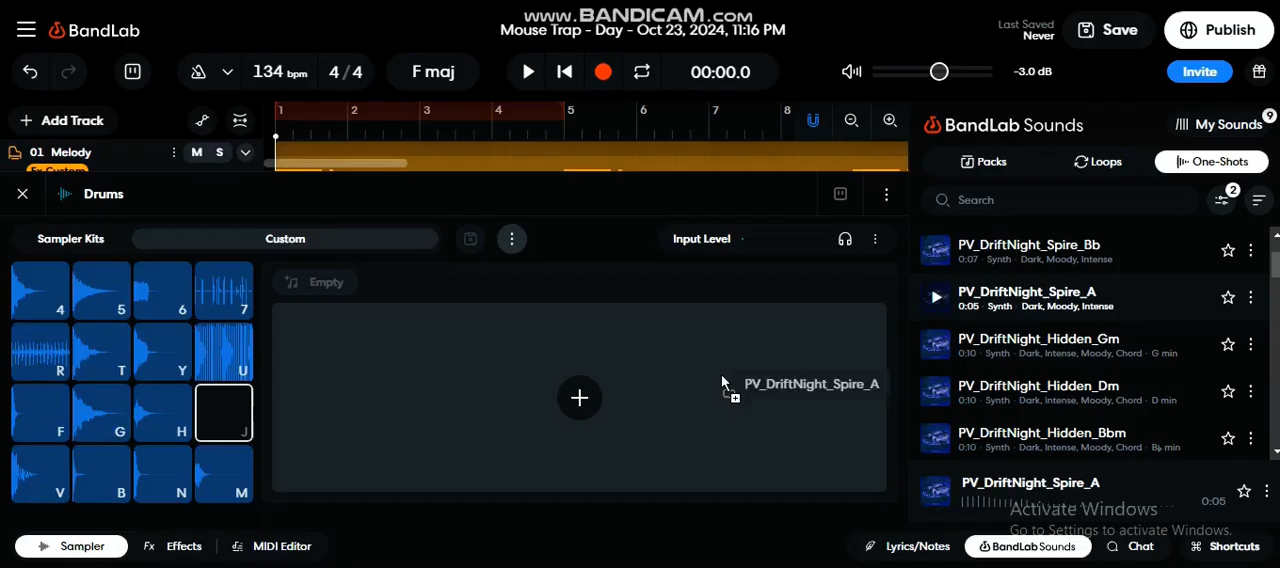 www.BANDICAM.com
BandLab
Mouse Trap - Day - Oct 23, 2024, 11:16 PM
Last Saved
Never
Save
Publish
134 bpm
4 / 4
F maj
00:00.0
-3.0 dB
Invite
+ Add Track
1 2 3 4 5 6 7 8
BandLab Sounds
My Sounds
9
01 Melody
M S
Fx Custom
Packs
Loops
One-Shots
Drums
Search
2
Sampler Kits
Custom
Input Level
4 5 6 7
R T Y U
F G H J
V B N M
Empty
PV_DriftNight_Spire_A
PV_DriftNight_Spire_Bb
0:07 · Synth · Dark, Moody, Intense
PV_DriftNight_Spire_A
0:05 · Synth · Dark, Moody, Intense
PV_DriftNight_Hidden_Gm
0:10 · Synth · Dark, Intense, Moody, Chord · G min
PV_DriftNight_Hidden_Dm
0:10 · Synth · Dark, Intense, Moody, Chord · D min
PV_DriftNight_Hidden_Bbm
0:10 · Synth · Dark, Intense, Moody, Chord · B♭ min
PV_DriftNight_Spire_A
0:05
Activate Windows
Go to Settings to activate Windows.
Sampler
Fx Effects
MIDI Editor
Lyrics/Notes
BandLab Sounds
Chat
Shortcuts